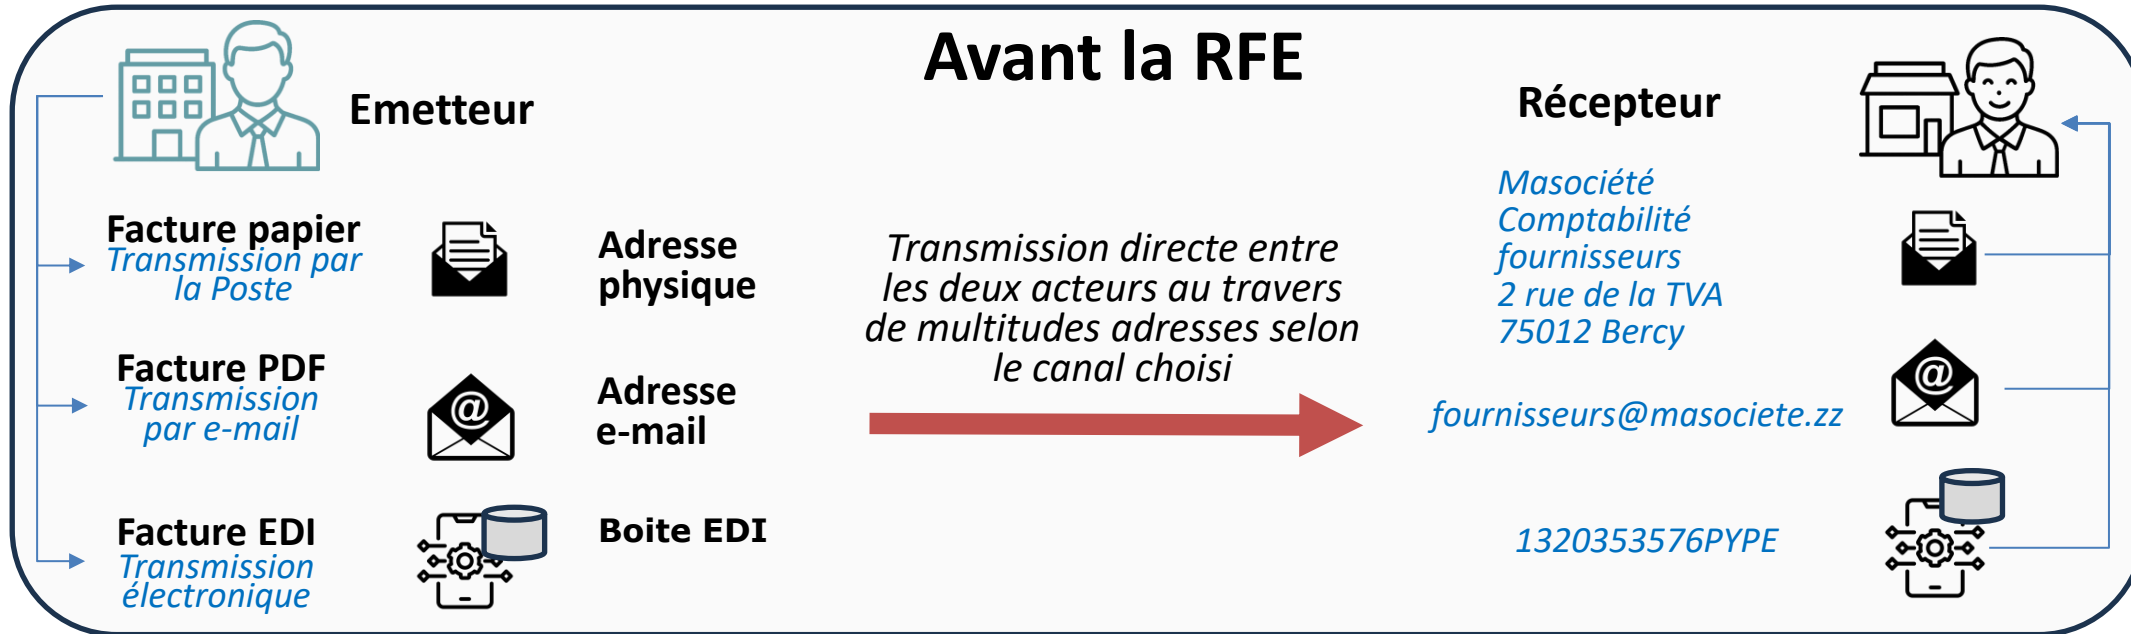 Avant la RFE
Emetteur
Récepteur
Facture papier
Transmission par
la Poste
Adresse
physique
Transmission directe entre
les deux acteurs au travers
de multitudes adresses selon
le canal choisi
Masociété
Comptabilité
fournisseurs
2 rue de la TVA
75012 Bercy
Facture PDF
Transmission
par e-mail
@
Adresse
e-mail
fournisseurs@masociete.zz
@
Facture EDI
Transmission
électronique
Boite EDI
1320353576PYPE